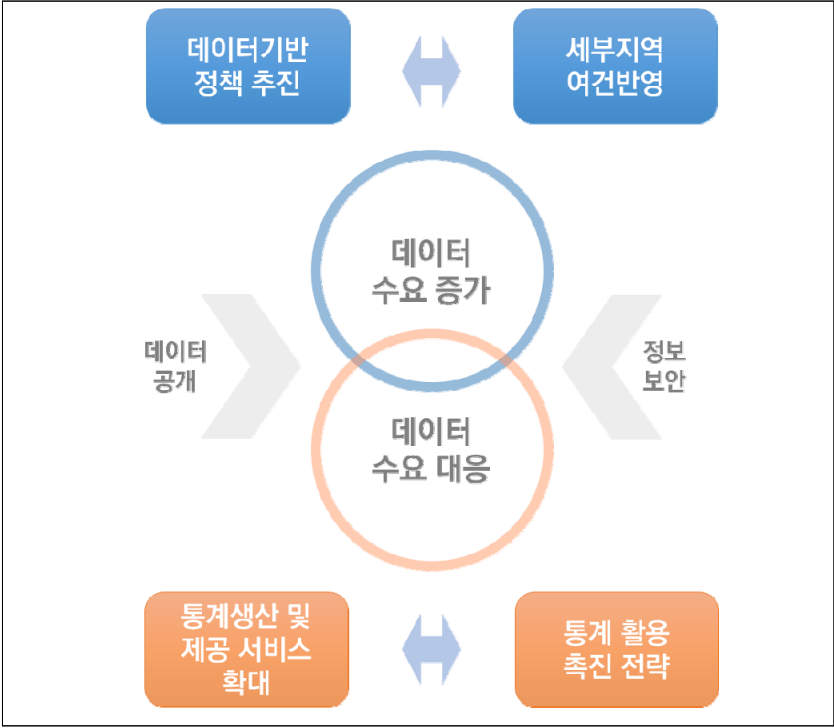 데이터기반
정책 추진
세부지역
여건반영
데이터
수요 증가
데이터
공개
정보
보안
데이터
수요 대응
통계생산 및
제공 서비스
확대
통계 활용
촉진 전략